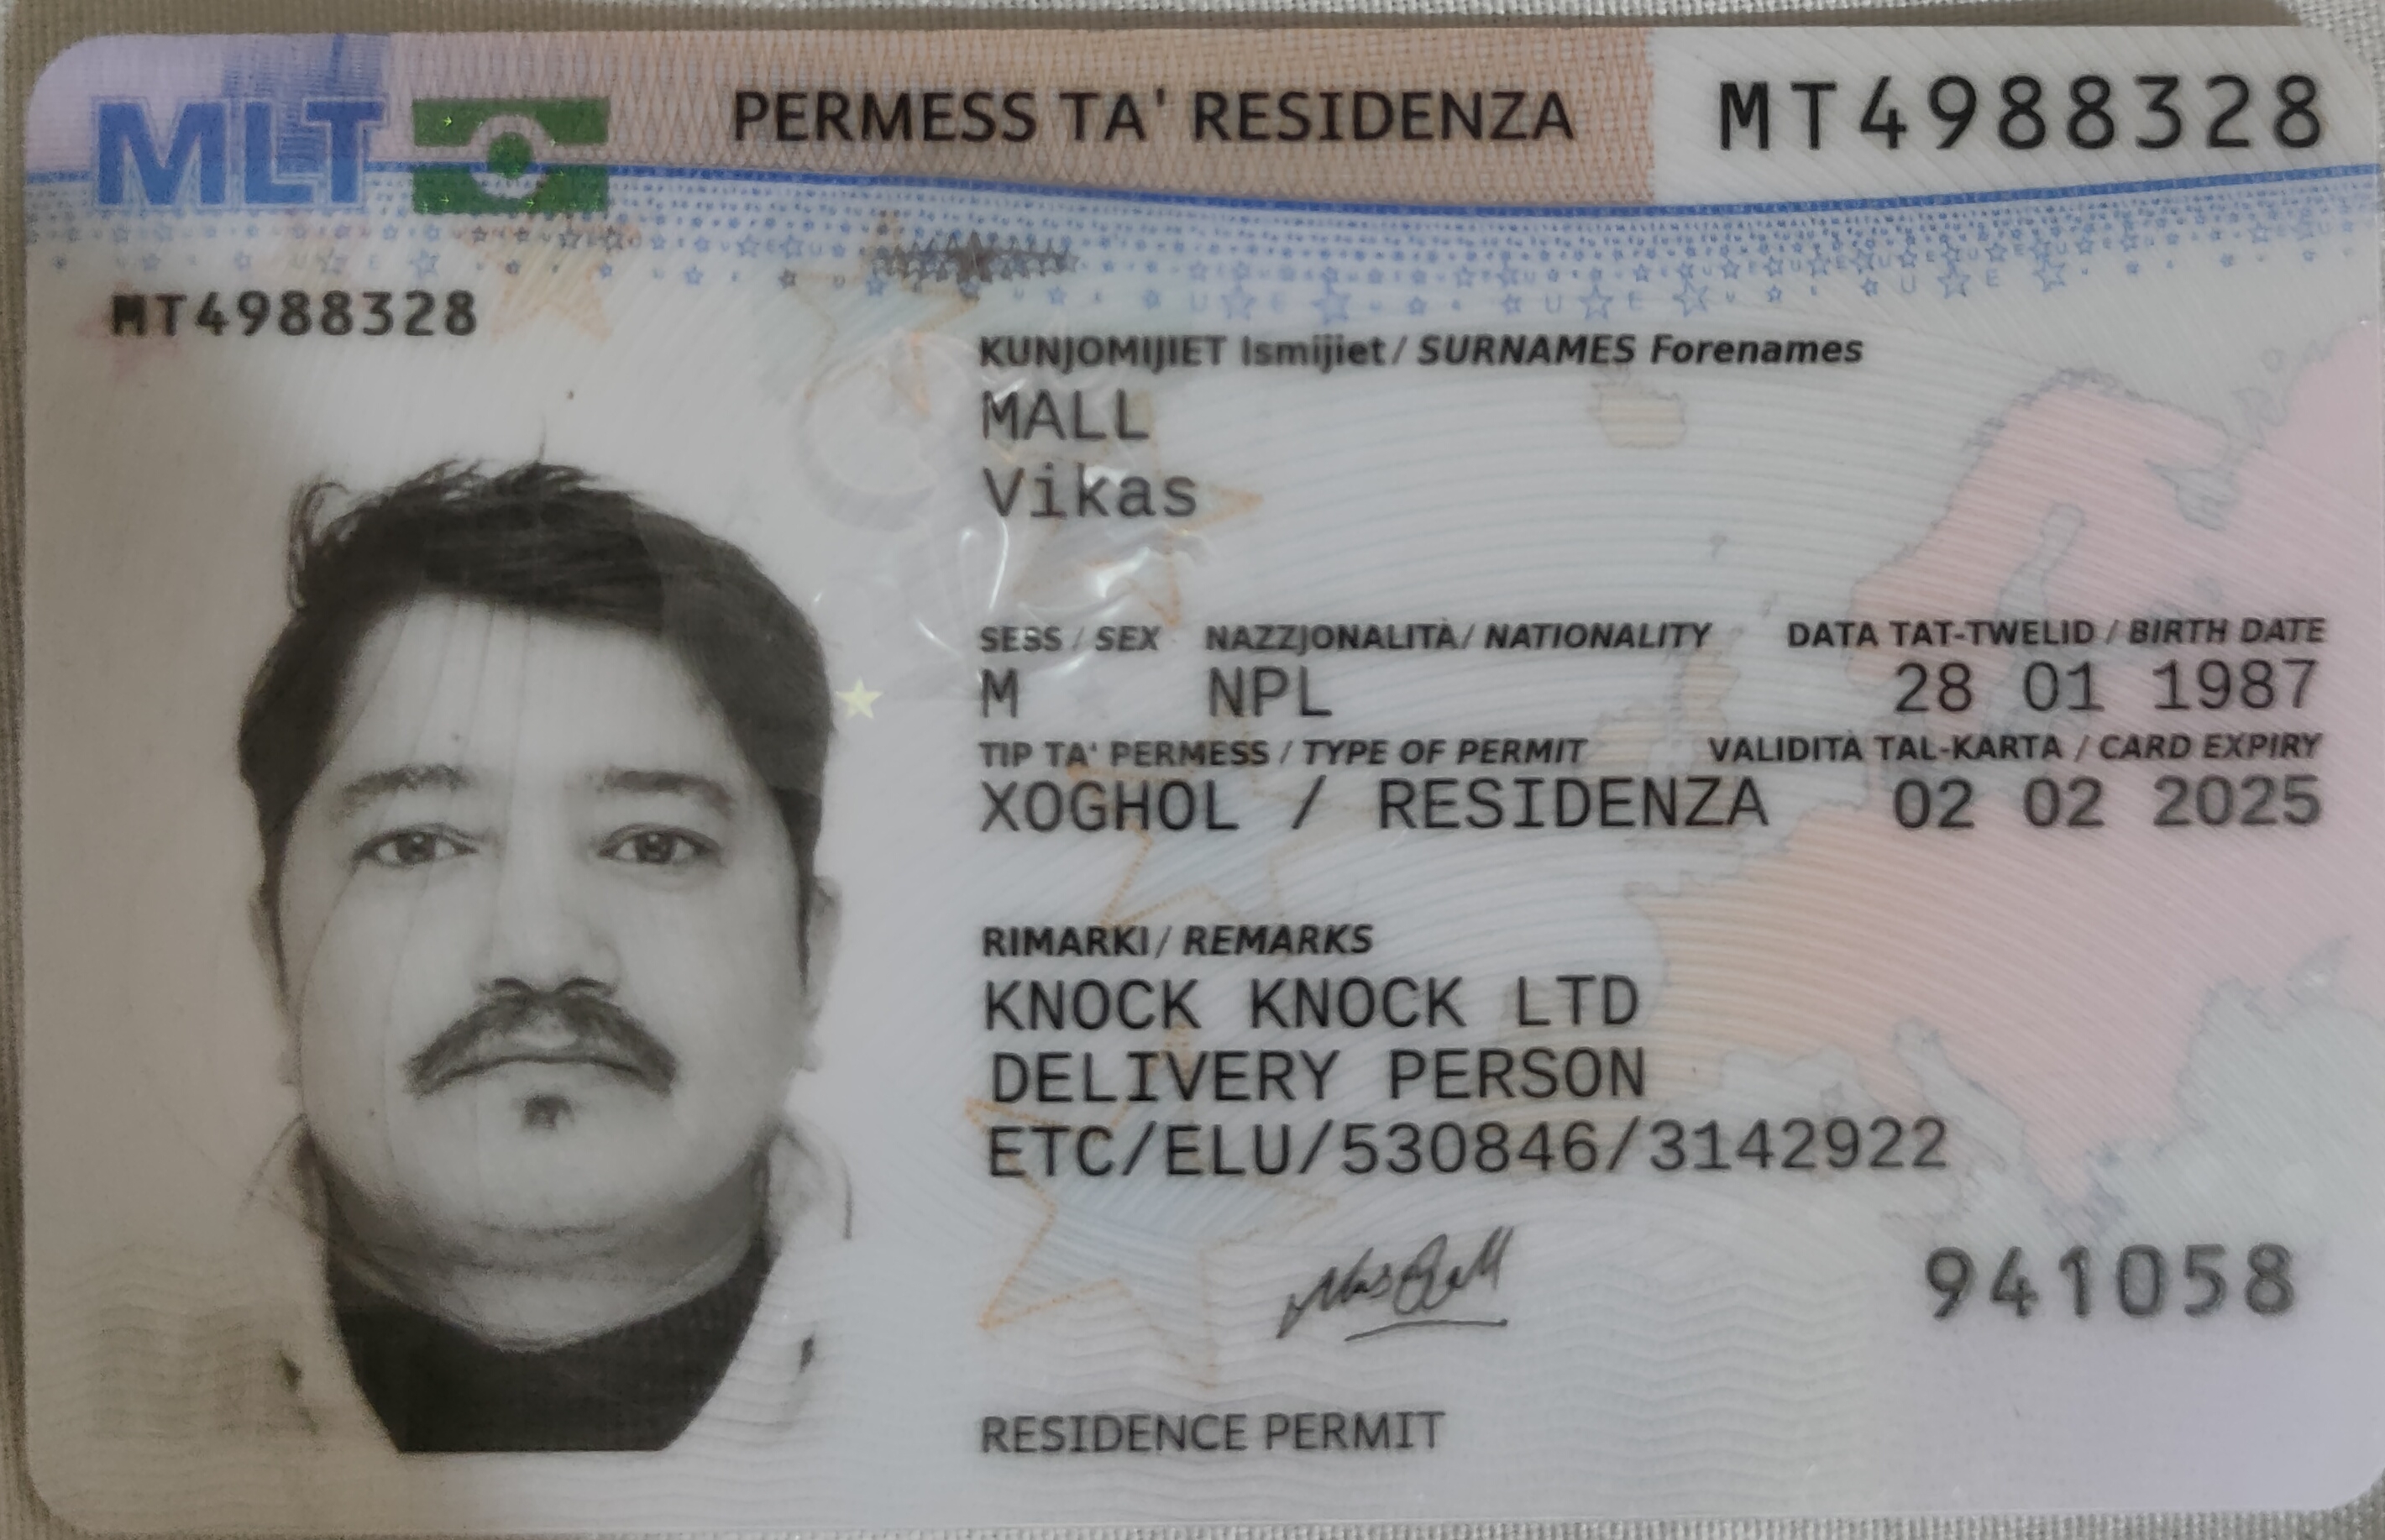 MLT
PERMESS TA' RESIDENZA
MT4988328
MT4988328
KUNJOMIJIET Ismijiet / SURNAMES Forenames
MALL
Vikas
SESS / SEX NAZZJONALITÀ / NATIONALITY DATA TAT-TWELID / BIRTH DATE
M NPL 28 01 1987
TIP TA' PERMESS / TYPE OF PERMIT VALIDITÀ TAL-KARTA / CARD EXPIRY
XOGHOL / RESIDENZA 02 02 2025
RIMARKI / REMARKS
KNOCK KNOCK LTD
DELIVERY PERSON
ETC/ELU/530846/3142922
941058
RESIDENCE PERMIT